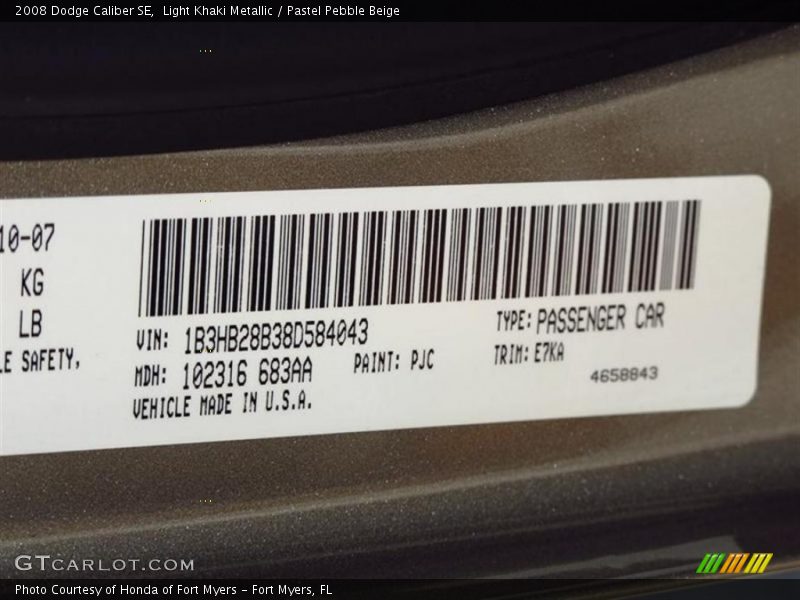 2008 Dodge Caliber SE,  Light Khaki Metallic / Pastel Pebble Beige
10-07
KG
LB
LE SAFETY,
VIN: 1B3HB28B38D584043
TYPE: PASSENGER CAR
MDH: 102316 683AA
PAINT: PJC
TRIM: E7KA
VEHICLE MADE IN U.S.A.
4658843
GTCARLOT.COM
Photo Courtesy of Honda of Fort Myers - Fort Myers, FL